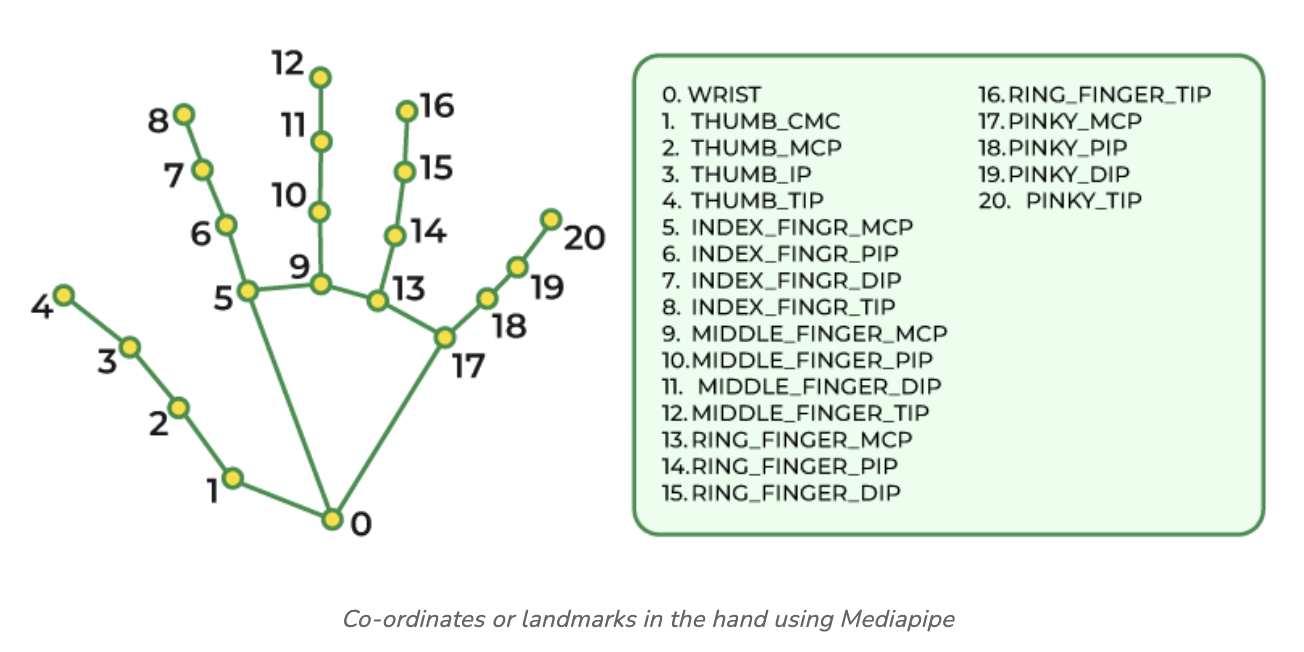 12
16
8
11
7
15
10
6
14
20
9
13
19
5
4
18
3
17
2
1
0
0. WRIST
1. THUMB_CMC
2. THUMB_MCP
3. THUMB_IP
4. THUMB_TIP
5. INDEX_FINGR_MCP
6. INDEX_FINGR_PIP
7. INDEX_FINGR_DIP
8. INDEX_FINGR_TIP
9. MIDDLE_FINGER_MCP
10. MIDDLE_FINGER_PIP
11. MIDDLE_FINGER_DIP
12. MIDDLE_FINGER_TIP
13. RING_FINGER_MCP
14. RING_FINGER_PIP
15. RING_FINGER_DIP
16. RING_FINGER_TIP
17. PINKY_MCP
18. PINKY_PIP
19. PINKY_DIP
20. PINKY_TIP
Co-ordinates or landmarks in the hand using Mediapipe